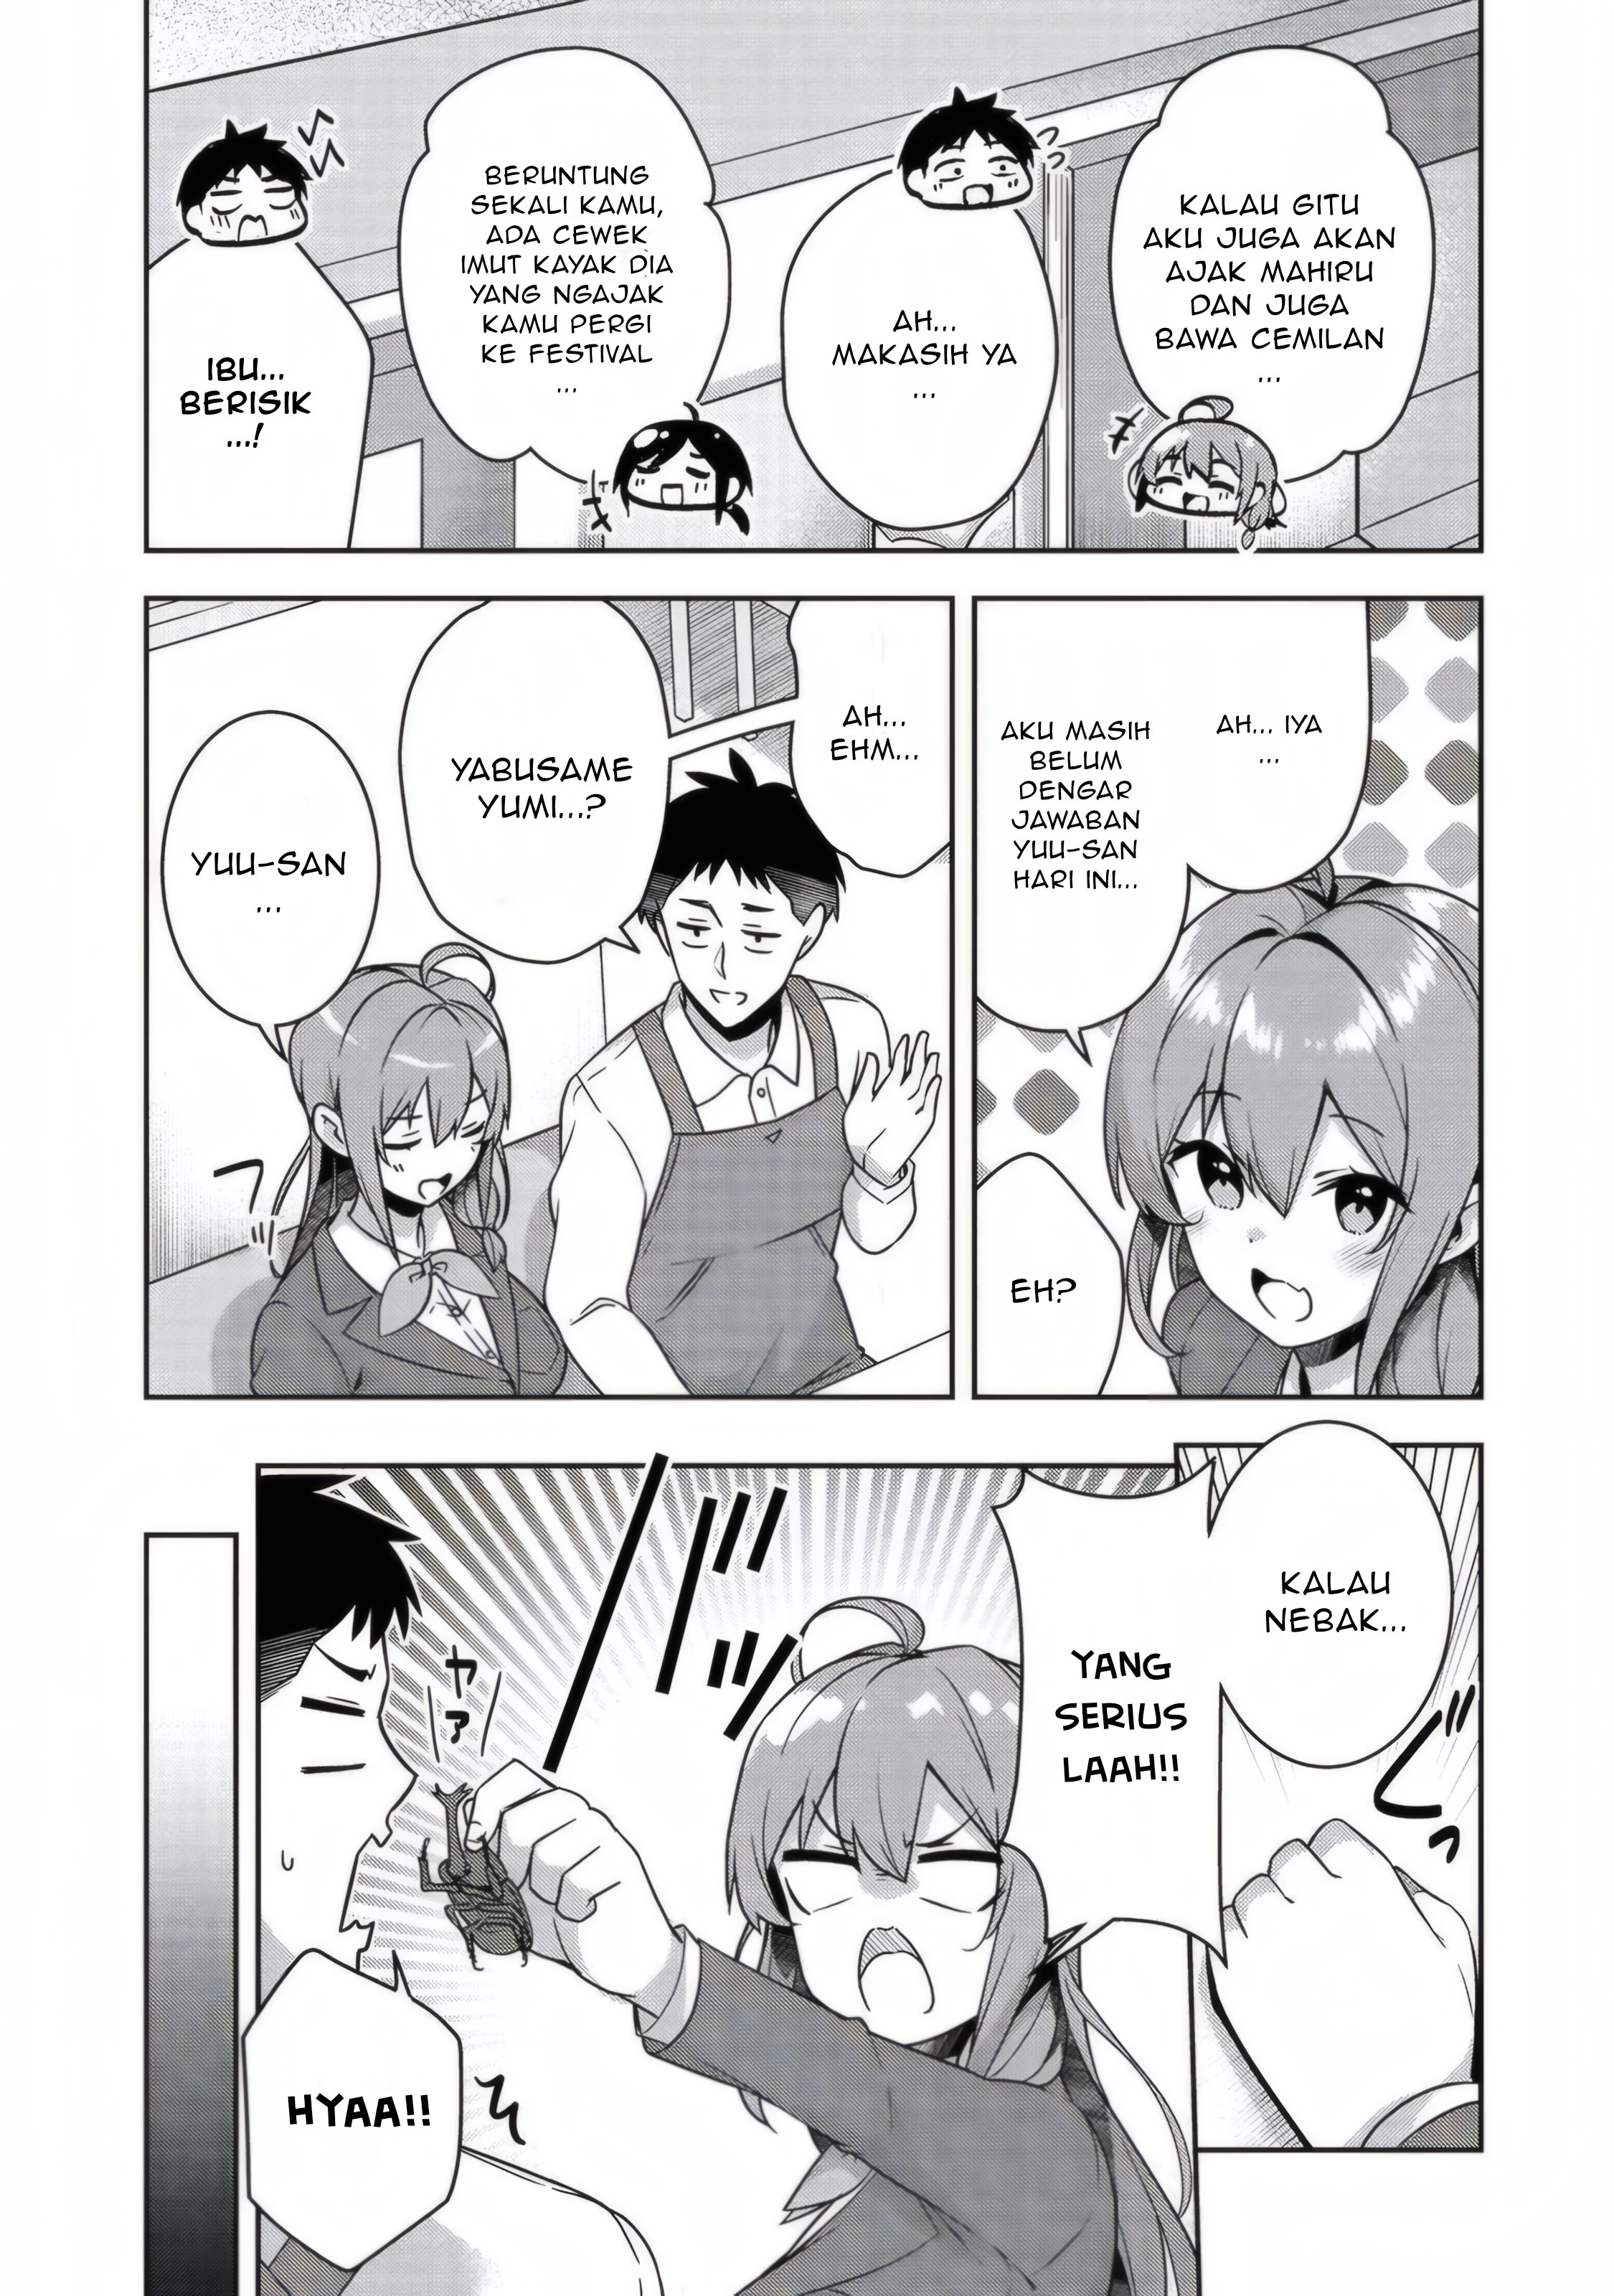 KALAU GITU
AKU JUGA AKAN
AJAK MAHIRU
DAN JUGA
BAWA CEMILAN
...
AH...
MAKASIH YA
...
BERUNTUNG
SEKALI KAMU,
ADA CEWEK
IMUT KAYAK DIA
YANG NGAJAK
KAMU PERGI
KE FESTIVAL
...
IBU...
BERISIK
...!
AH... IYA
...
AKU MASIH
BELUM
DENGAR
JAWABAN
YUU-SAN
HARI INI...
EH?
AH...
EHM...
YABUSAME
YUMI...?
YUU-SAN
...
KALAU
NEBAK...
YANG
SERIUS
LAAH!!
ヤァ
HYAA!!